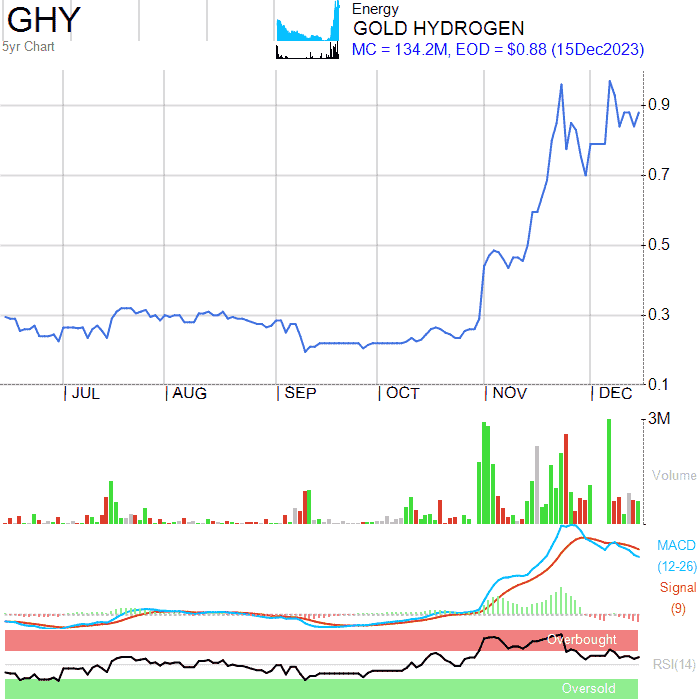 GHY
5yr Chart
Energy
GOLD HYDROGEN
MC = 134.2M, EOD = $0.88 (15Dec2023)
0.9
0.7
0.5
0.3
0.1
JUL AUG SEP OCT NOV DEC
3M
Volume
MACD
(12-26)
Signal
(9)
Overbought
RSI(14)
Oversold